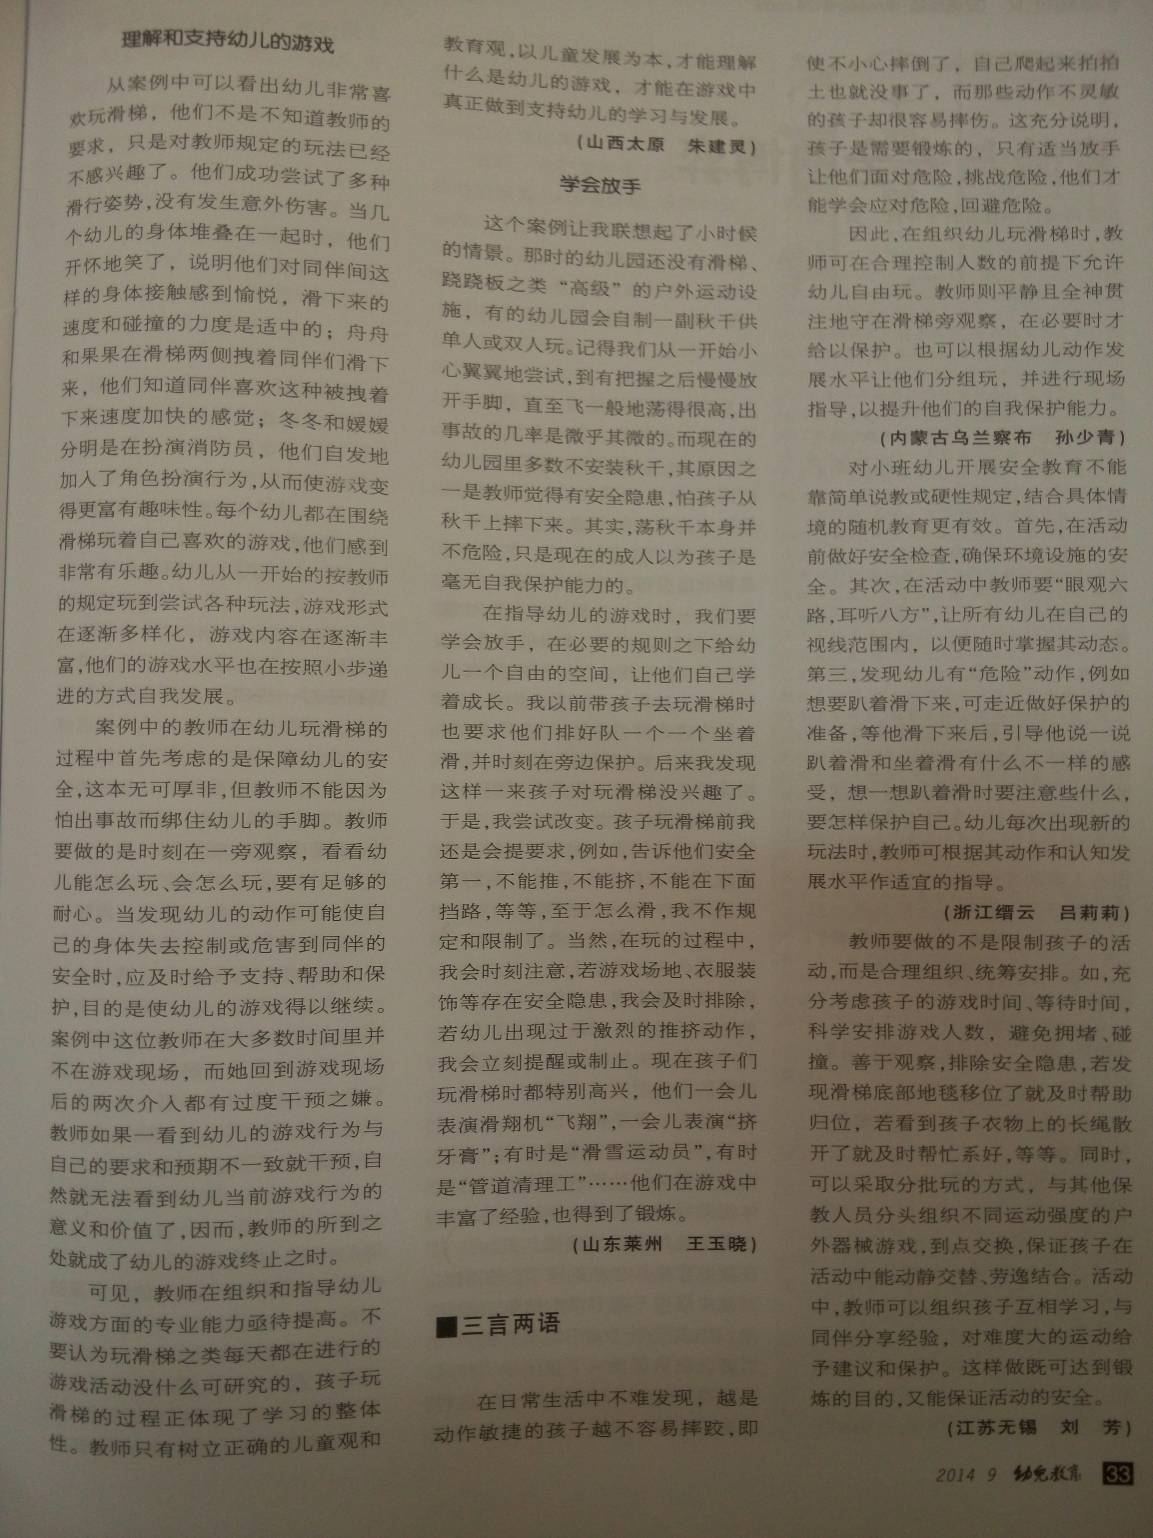 理解和支持幼儿的游戏
从案例中可以看出幼儿非常喜
欢玩滑梯，他们不是不知道教师的
要求，只是对教师规定的玩法已经
不感兴趣了。他们成功尝试了多种
滑行姿势，没有发生意外伤害。当几
个幼儿的身体堆叠在一起时，他们
开怀地笑了，说明他们对同伴间这
样的身体接触感到愉悦，滑下来的
速度和碰撞的力度是适中的；舟舟
和果果在滑梯两侧拽着同伴们滑下
来，他们知道同伴喜欢这种被拽着
下来速度加快的感觉；冬冬和媛媛
分明是在扮演消防员，他们自发地
加入了角色扮演行为，从而使游戏变
得更富有趣味性。每个幼儿都在围绕
滑梯玩着自己喜欢的游戏，他们感到
非常有乐趣。幼儿从一开始的按教师
的规定玩到尝试各种玩法，游戏形式
在逐渐多样化，游戏内容在逐渐丰
富，他们的游戏水平也在按照小步递
进的方式自我发展。
案例中的教师在幼儿玩滑梯的
过程中首先考虑的是保障幼儿的安
全，这本无可厚非，但教师不能因为
怕出事故而绑住幼儿的手脚。教师
要做的是时刻在一旁观察，看看幼
儿能怎么玩、会怎么玩，要有足够的
耐心。当发现幼儿的动作可能使自
己的身体失去控制或危害到同伴的
安全时，应及时给予支持、帮助和保
护，目的是使幼儿的游戏得以继续。
案例中这位教师在大多数时间里并
不在游戏现场，而她回到游戏现场
后的两次介入都有过度干预之嫌。
教师如果一看到幼儿的游戏行为与
自己的要求和预期不一致就干预，自
然就无法看到幼儿当前游戏行为的
意义和价值了，因而，教师的所到之
处就成了幼儿的游戏终止之时。
可见，教师在组织和指导幼儿
游戏方面的专业能力亟待提高。不
要认为玩滑梯之类每天都在进行的
游戏活动没什么可研究的，孩子玩
滑梯的过程正体现了学习的整体
性。教师只有树立正确的儿童观和
教育观，以儿童发展为本，才能理解
什么是幼儿的游戏，才能在游戏中
真正做到支持幼儿的学习与发展。
（山西太原　朱建灵）
学会放手
这个案例让我联想起了小时候
的情景。那时的幼儿园还没有滑梯、
跷跷板之类“高级”的户外运动设
施，有的幼儿园会自制一副秋千供
单人或双人玩。记得我们从一开始小
心翼翼地尝试，到有把握之后慢慢放
开手脚，直至飞一般地荡得很高，出
事故的几率是微乎其微的。而现在的
幼儿园里多数不安装秋千，其原因之
一是教师觉得有安全隐患，怕孩子从
秋千上摔下来。其实，荡秋千本身并
不危险，只是现在的成人以为孩子是
毫无自我保护能力的。
在指导幼儿的游戏时，我们要
学会放手，在必要的规则之下给幼
儿一个自由的空间，让他们自己学
着成长。我以前带孩子去玩滑梯时
也要求他们排好队一个一个坐着
滑，并时刻在旁边保护。后来我发现
这样一来孩子对玩滑梯没兴趣了。
于是，我尝试改变。孩子玩滑梯前我
还是会提要求，例如，告诉他们安全
第一，不能推，不能挤，不能在下面
挡路，等等，至于怎么滑，我不作规
定和限制了。当然，在玩的过程中，
我会时刻注意，若游戏场地、衣服装
饰等存在安全隐患，我会及时排除，
若幼儿出现过于激烈的推挤动作，
我会立刻提醒或制止。现在孩子们
玩滑梯时都特别高兴，他们一会儿
表演滑翔机“飞翔”，一会儿表演“挤
牙膏”；有时是“滑雪运动员”，有时
是“管道清理工”……他们在游戏中
丰富了经验，也得到了锻炼。
（山东莱州　王玉晓）
■三言两语
在日常生活中不难发现，越是
动作敏捷的孩子越不容易摔跤，即
使不小心摔倒了，自己爬起来拍拍
土也就没事了，而那些动作不灵敏
的孩子却很容易摔伤。这充分说明，
孩子是需要锻炼的，只有适当放手
让他们面对危险，挑战危险，他们才
能学会应对危险，回避危险。
因此，在组织幼儿玩滑梯时，教
师可在合理控制人数的前提下允许
幼儿自由玩。教师则平静且全神贯
注地守在滑梯旁观察，在必要时才
给以保护。也可以根据幼儿动作发
展水平让他们分组玩，并进行现场
指导，以提升他们的自我保护能力。
（内蒙古乌兰察布　孙少青）
对小班幼儿开展安全教育不能
靠简单说教或硬性规定，结合具体情
境的随机教育更有效。首先，在活动
前做好安全检查，确保环境设施的安
全。其次，在活动中教师要“眼观六
路，耳听八方”，让所有幼儿在自己的
视线范围内，以便随时掌握其动态。
第三，发现幼儿有“危险”动作，例如
想要趴着滑下来，可走近做好保护的
准备，等他滑下来后，引导他说一说
趴着滑和坐着滑有什么不一样的感
受，想一想趴着滑时要注意些什么，
要怎样保护自己。幼儿每次出现新的
玩法时，教师可根据其动作和认知发
展水平作适宜的指导。
（浙江缙云　吕莉莉）
教师要做的不是限制孩子的活
动，而是合理组织、统筹安排。如，充
分考虑孩子的游戏时间、等待时间，
科学安排游戏人数，避免拥堵、碰
撞。善于观察，排除安全隐患，若发
现滑梯底部地毯移位了就及时帮助
归位，若看到孩子衣物上的长绳散
开了就及时帮忙系好，等等。同时，
可以采取分批玩的方式，与其他保
教人员分头组织不同运动强度的户
外器械游戏，到点交换，保证孩子在
活动中能动静交替、劳逸结合。活动
中，教师可以组织孩子互相学习，与
同伴分享经验，对难度大的运动给
予建议和保护。这样做既可达到锻
炼的目的，又能保证活动的安全。
（江苏无锡　刘　芳）
2014 9 幼儿教育 33